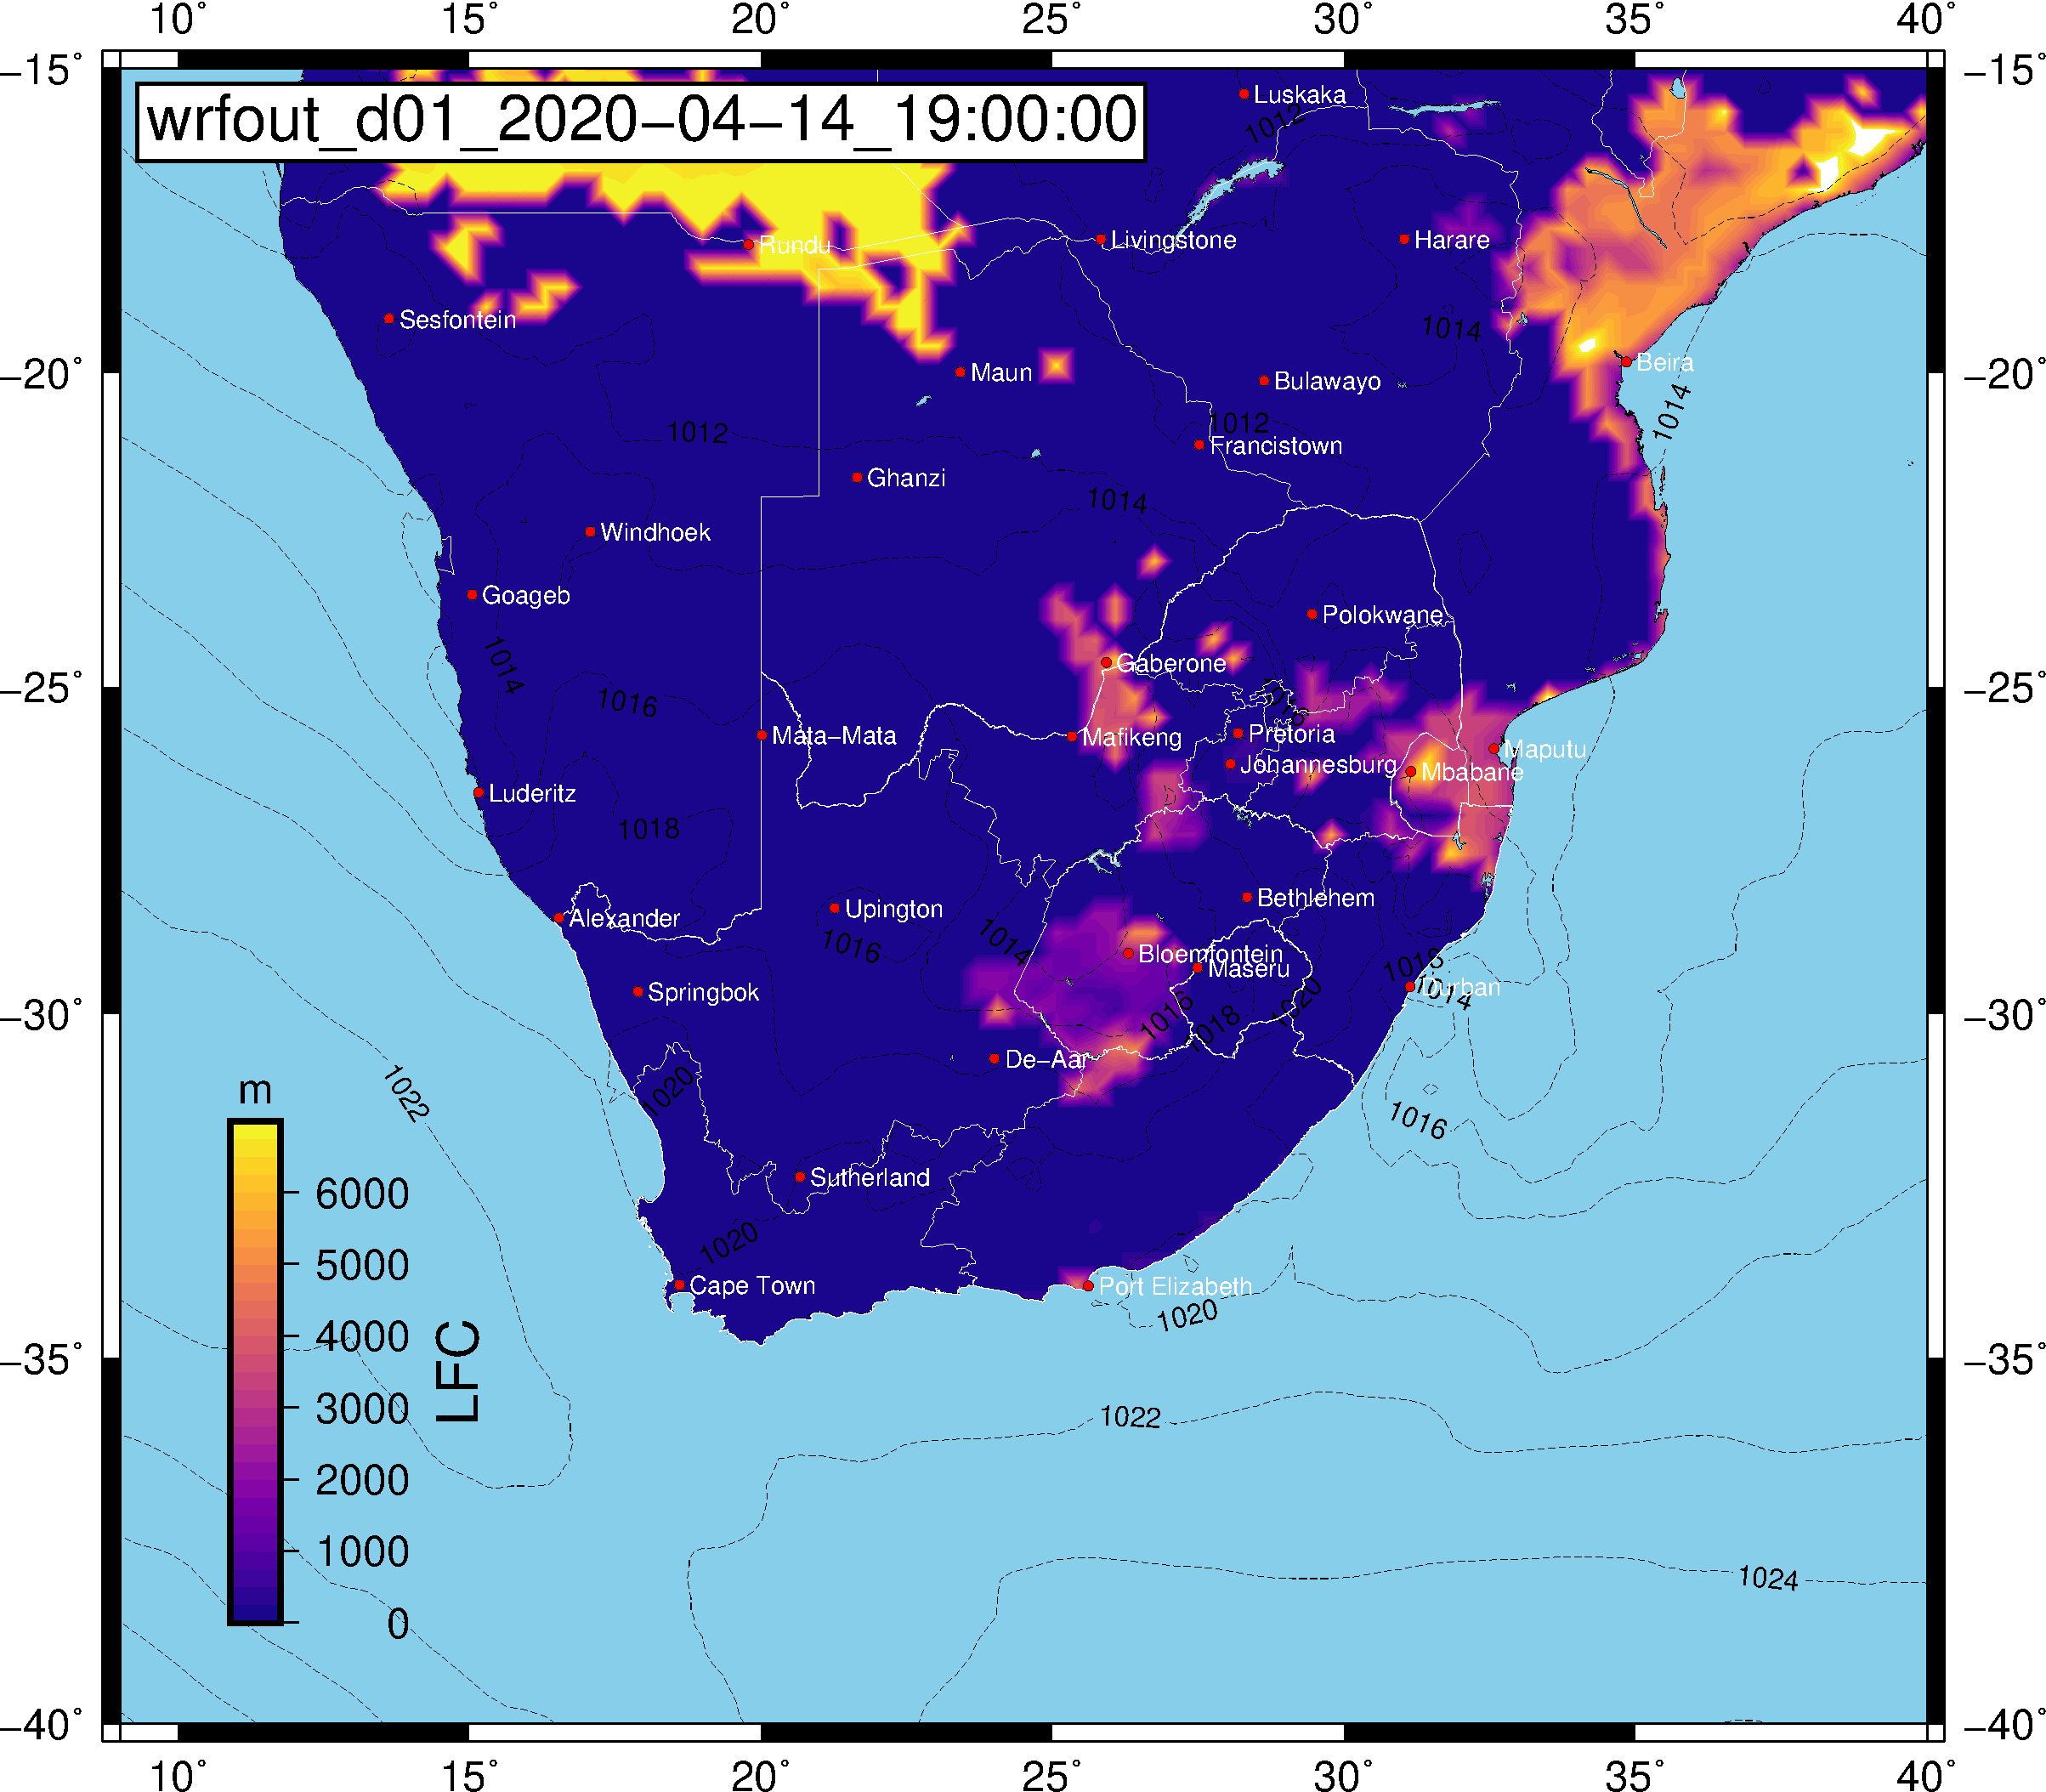 10° 15° 20° 25° 30° 35° 40°
−15° −15°
wrfout_d01_2020−04−14_19:00:00
Luskaka
1012
Rundu
Livingstone
Harare
Sesfontein
1014
−20° −20°
Beira
Maun
Bulawayo
1014
1012
1012
Francistown
Ghanzi
1014
Windhoek
Goageb
Polokwane
1014
Gaberone
−25° −25°
1016
1016
Mata−Mata
Mafikeng
Pretoria
Maputu
Johannesburg
Mbabane
Luderitz
1018
Bethlehem
Upington
Alexander
1016
1014
Bloemfontein
Maseru
1018
Durban
1014
Springbok
1016
1018
1020
−30° −30°
De−Aar
1022
1020
m
1016
Sutherland
6000
1020
5000
Cape Town
Port Elizabeth
1020
4000
LFC
−35° −35°
3000
1022
2000
1000
1024
0
−40° −40°
10° 15° 20° 25° 30° 35° 40°